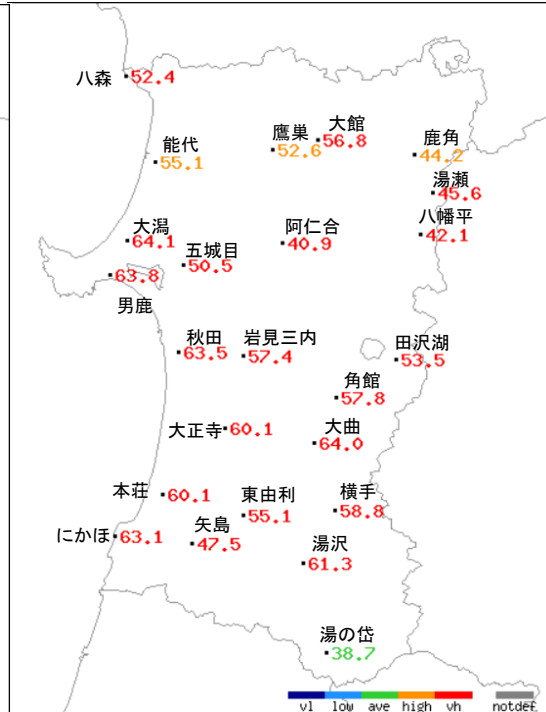 八森
52.4
大館
56.8
鷹巣
52.6
能代
55.1
鹿角
44.2
湯瀬
45.6
八幡平
42.1
大潟
64.1
阿仁合
40.9
五城目
50.5
63.8
男鹿
秋田
63.5
岩見三内
57.4
田沢湖
53.5
角館
57.8
大正寺
60.1
大曲
64.0
本荘
60.1
東由利
55.1
横手
58.8
にかほ
63.1
矢島
47.5
湯沢
61.3
湯の岱
38.7
vl low ave high vh notdef